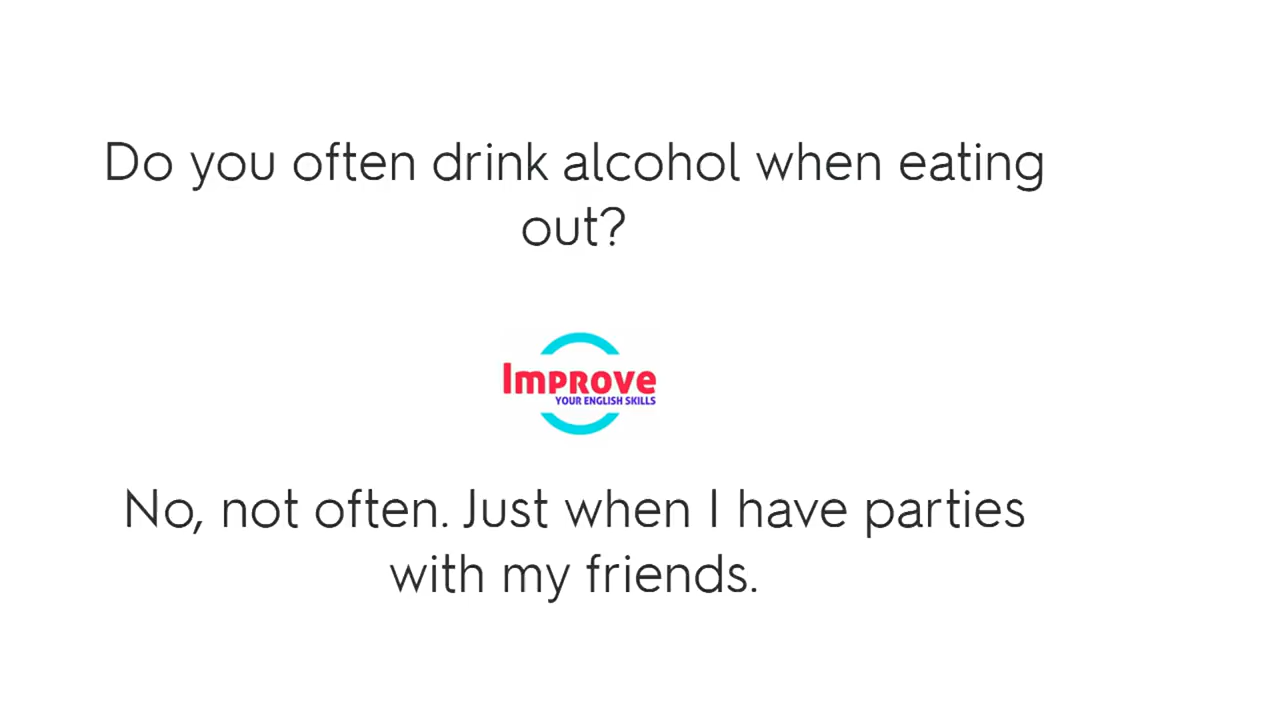 Do you often drink alcohol when eating
out?
Improve
YOUR ENGLISH SKILLS
No, not often. Just when I have parties
with my friends.